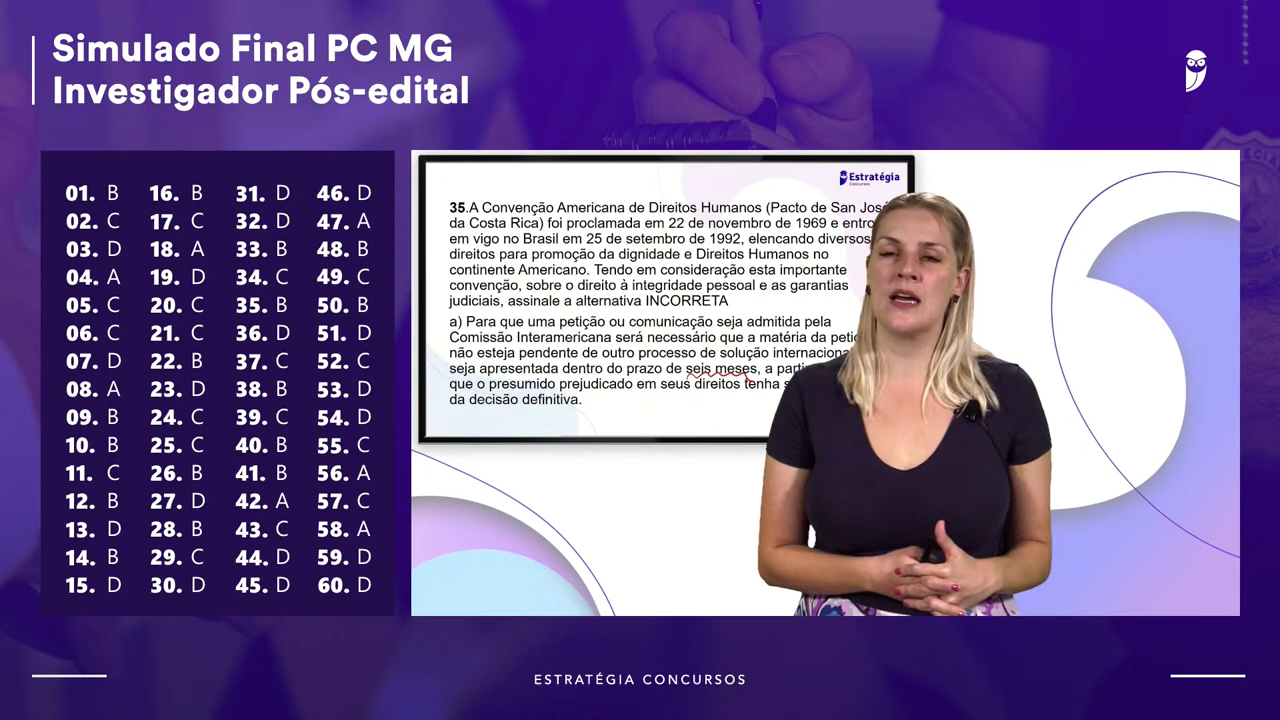 Simulado Final PC MG
Investigador Pós-edital
01. B 16. B 31. D 46. D
02. C 17. C 32. D 47. A
03. D 18. A 33. B 48. B
04. A 19. D 34. C 49. C
05. C 20. C 35. B 50. B
06. C 21. C 36. D 51. D
07. D 22. B 37. C 52. C
08. A 23. D 38. B 53. D
09. B 24. C 39. C 54. D
10. B 25. C 40. B 55. C
11. C 26. B 41. B 56. A
12. B 27. D 42. A 57. C
13. D 28. B 43. C 58. A
14. B 29. C 44. D 59. D
15. D 30. D 45. D 60. D
Estratégia
Concursos
35.A Convenção Americana de Direitos Humanos (Pacto de San José
da Costa Rica) foi proclamada em 22 de novembro de 1969 e entro
em vigo no Brasil em 25 de setembro de 1992, elencando diversos
direitos para promoção da dignidade e Direitos Humanos no
continente Americano. Tendo em consideração esta importante
convenção, sobre o direito à integridade pessoal e as garantias
judiciais, assinale a alternativa INCORRETA
a) Para que uma petição ou comunicação seja admitida pela
Comissão Interamericana será necessário que a matéria da
não esteja pendente de outro processo de solução internaciona
seja apresentada dentro do prazo de seis meses, a
que o presumido prejudicado em seus direitos tenha
da decisão definitiva.
ESTRATÉGIA CONCURSOS